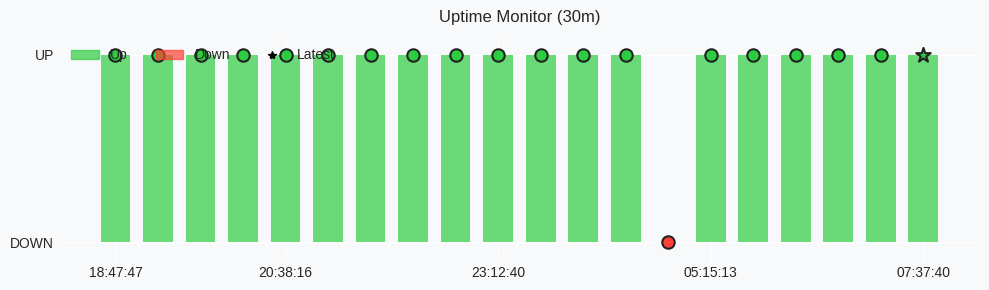 Uptime Monitor (30m)
UP
Up Down Latest
DOWN
18:47:47 20:38:16 23:12:40 05:15:13 07:37:40